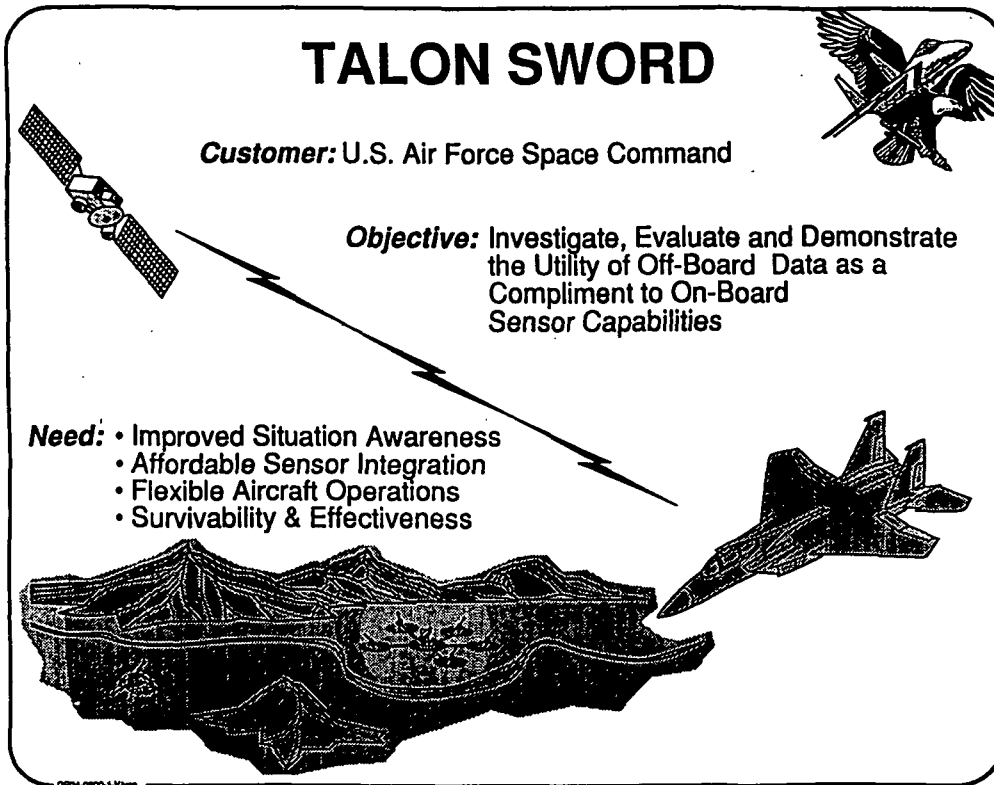 TALON SWORD
Customer: U.S. Air Force Space Command
Objective: Investigate, Evaluate and Demonstrate
the Utility of Off-Board Data as a
Compliment to On-Board
Sensor Capabilities
Need: • Improved Situation Awareness
• Affordable Sensor Integration
• Flexible Aircraft Operations
• Survivability & Effectiveness